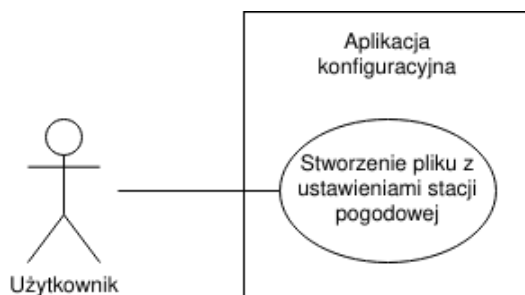 Aplikacja
konfiguracyjna
Stworzenie pliku z
ustawieniami stacji
pogodowej
Użytkownik